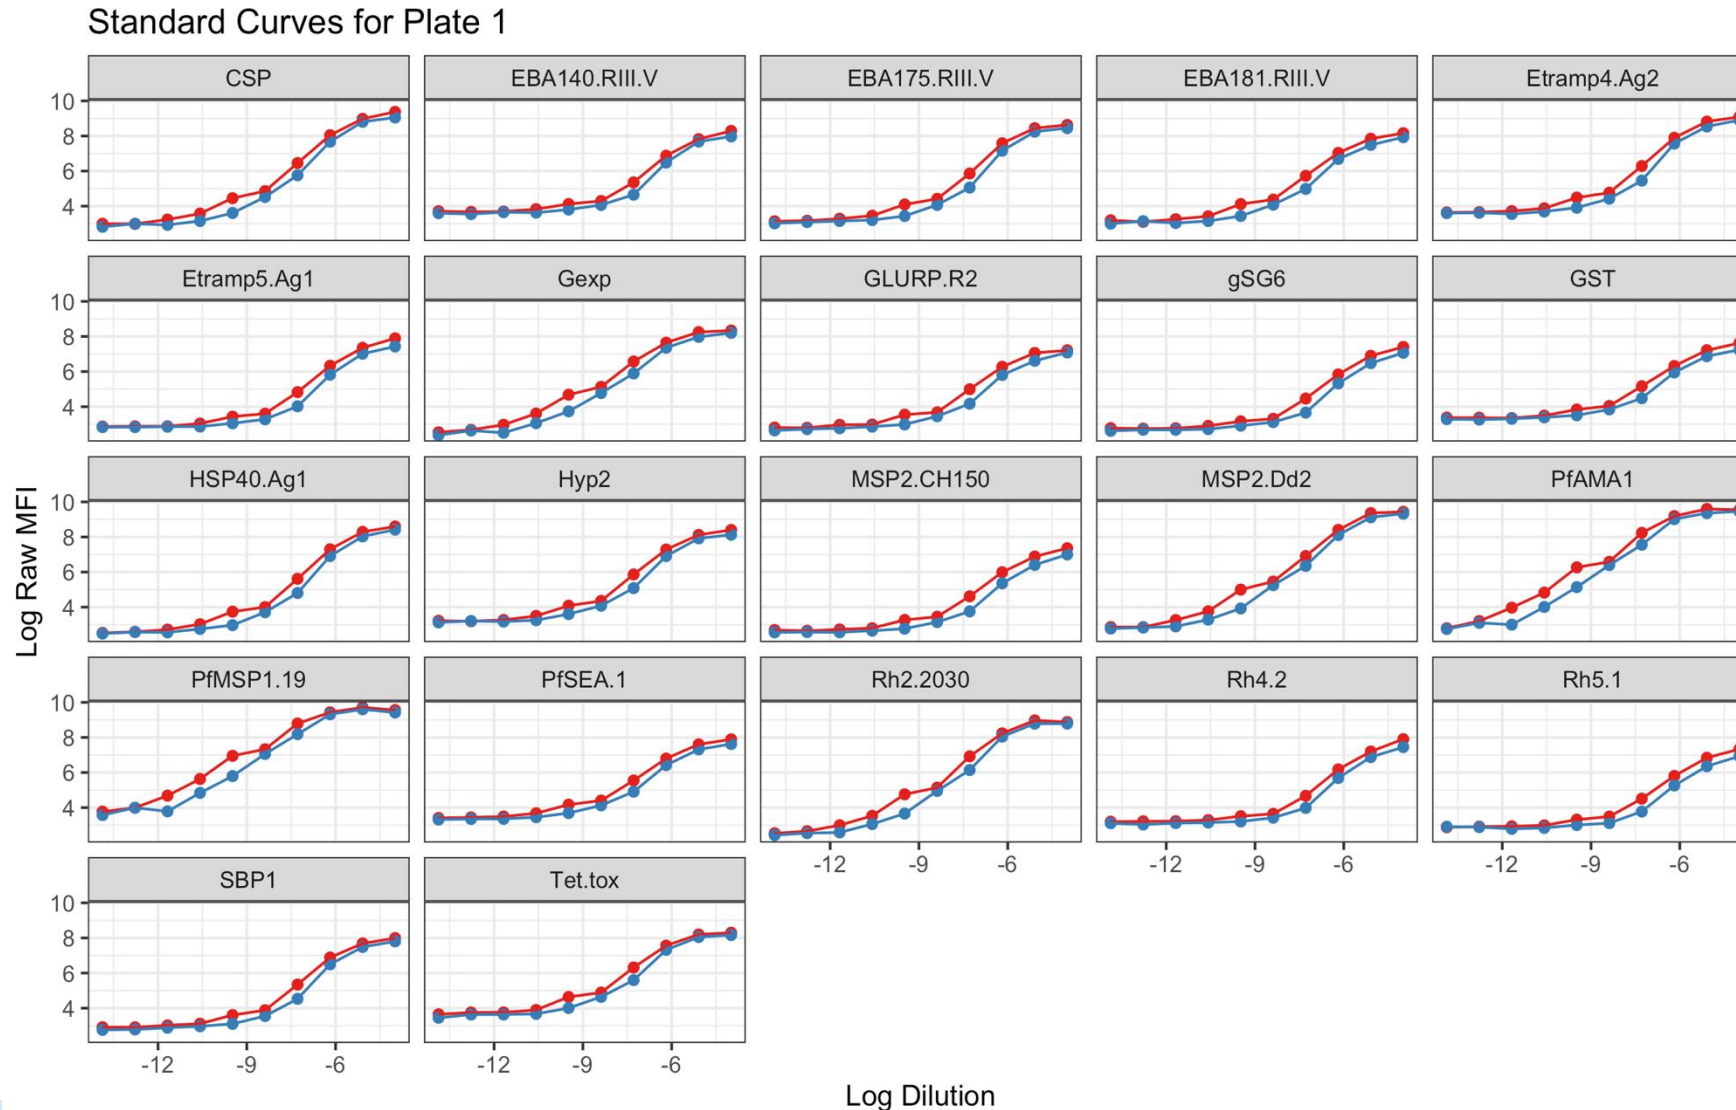 Standard Curves for Plate 1
CSP EBA140.RIII.V EBA175.RIII.V EBA181.RIII.V Etramp4.Ag2
10
8
6
4
Etramp5.Ag1 Gexp GLURP.R2 gSG6 GST
10
8
6
4
HSP40.Ag1 Hyp2 MSP2.CH150 MSP2.Dd2 PfAMA1
10
8
6
4
Log Raw MFI
PfMSP1.19 PfSEA.1 Rh2.2030 Rh4.2 Rh5.1
10
8
6
4
-12 -9 -6 -12 -9 -6 -12 -9 -6
SBP1 Tet.tox
10
8
6
4
-12 -9 -6 -12 -9 -6
Log Dilution